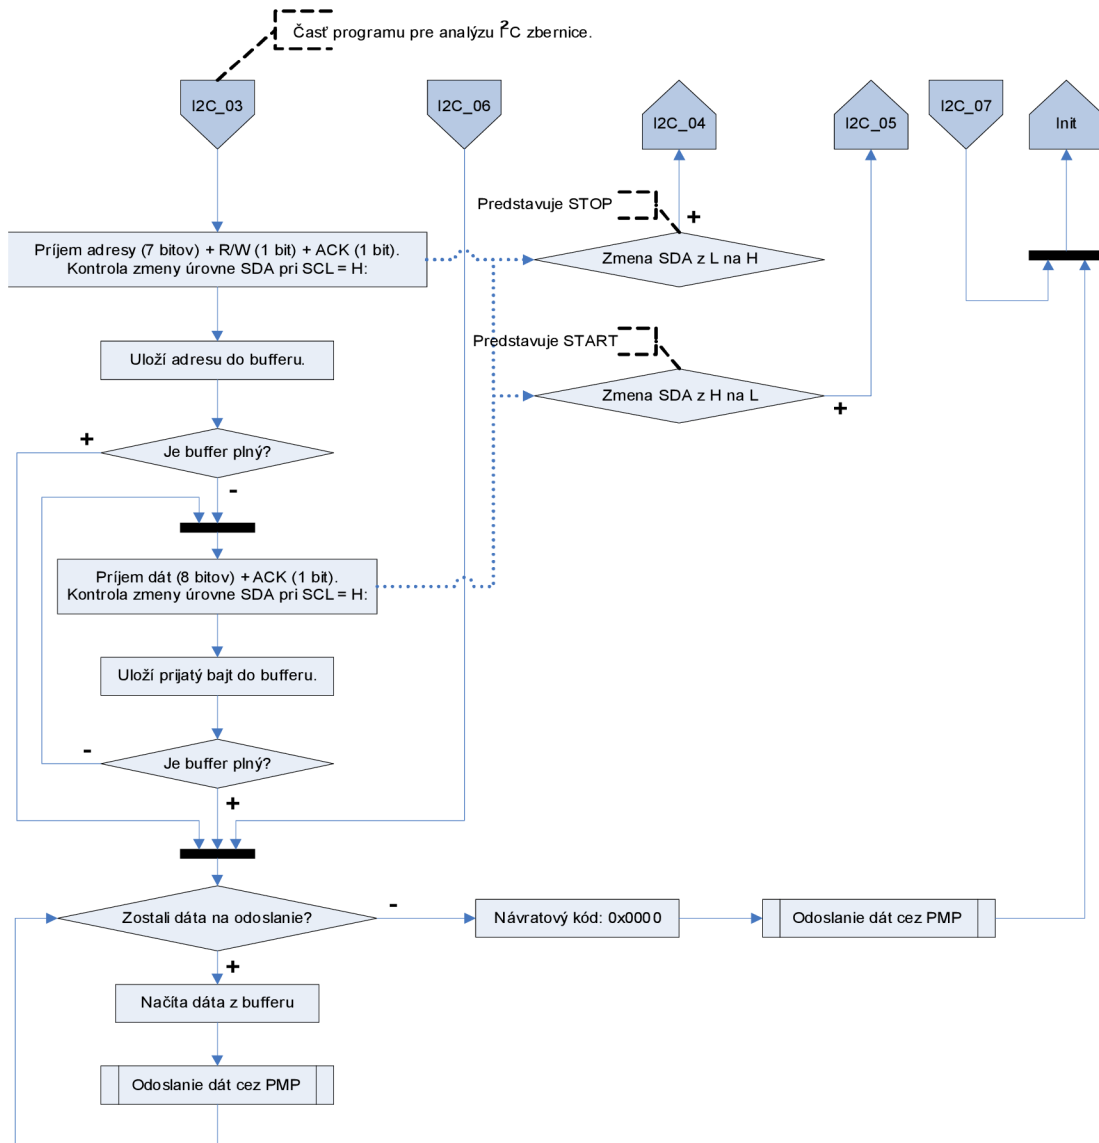 Časť programu pre analýzu I²C zbernice.
I2C_03
I2C_06
I2C_04
I2C_05
I2C_07
Init
Predstavuje STOP
+
Príjem adresy (7 bitov) + R/W (1 bit) + ACK (1 bit).
Kontrola zmeny úrovne SDA pri SCL = H:
Zmena SDA z L na H
Predstavuje START
Uloží adresu do bufferu.
Zmena SDA z H na L
+
+
Je buffer plný?
-
Príjem dát (8 bitov) + ACK (1 bit).
Kontrola zmeny úrovne SDA pri SCL = H:
Uloží prijatý bajt do bufferu.
-
Je buffer plný?
+
Zostali dáta na odoslanie?
-
Návratový kód: 0x0000
Odoslanie dát cez PMP
+
Načíta dáta z bufferu
Odoslanie dát cez PMP